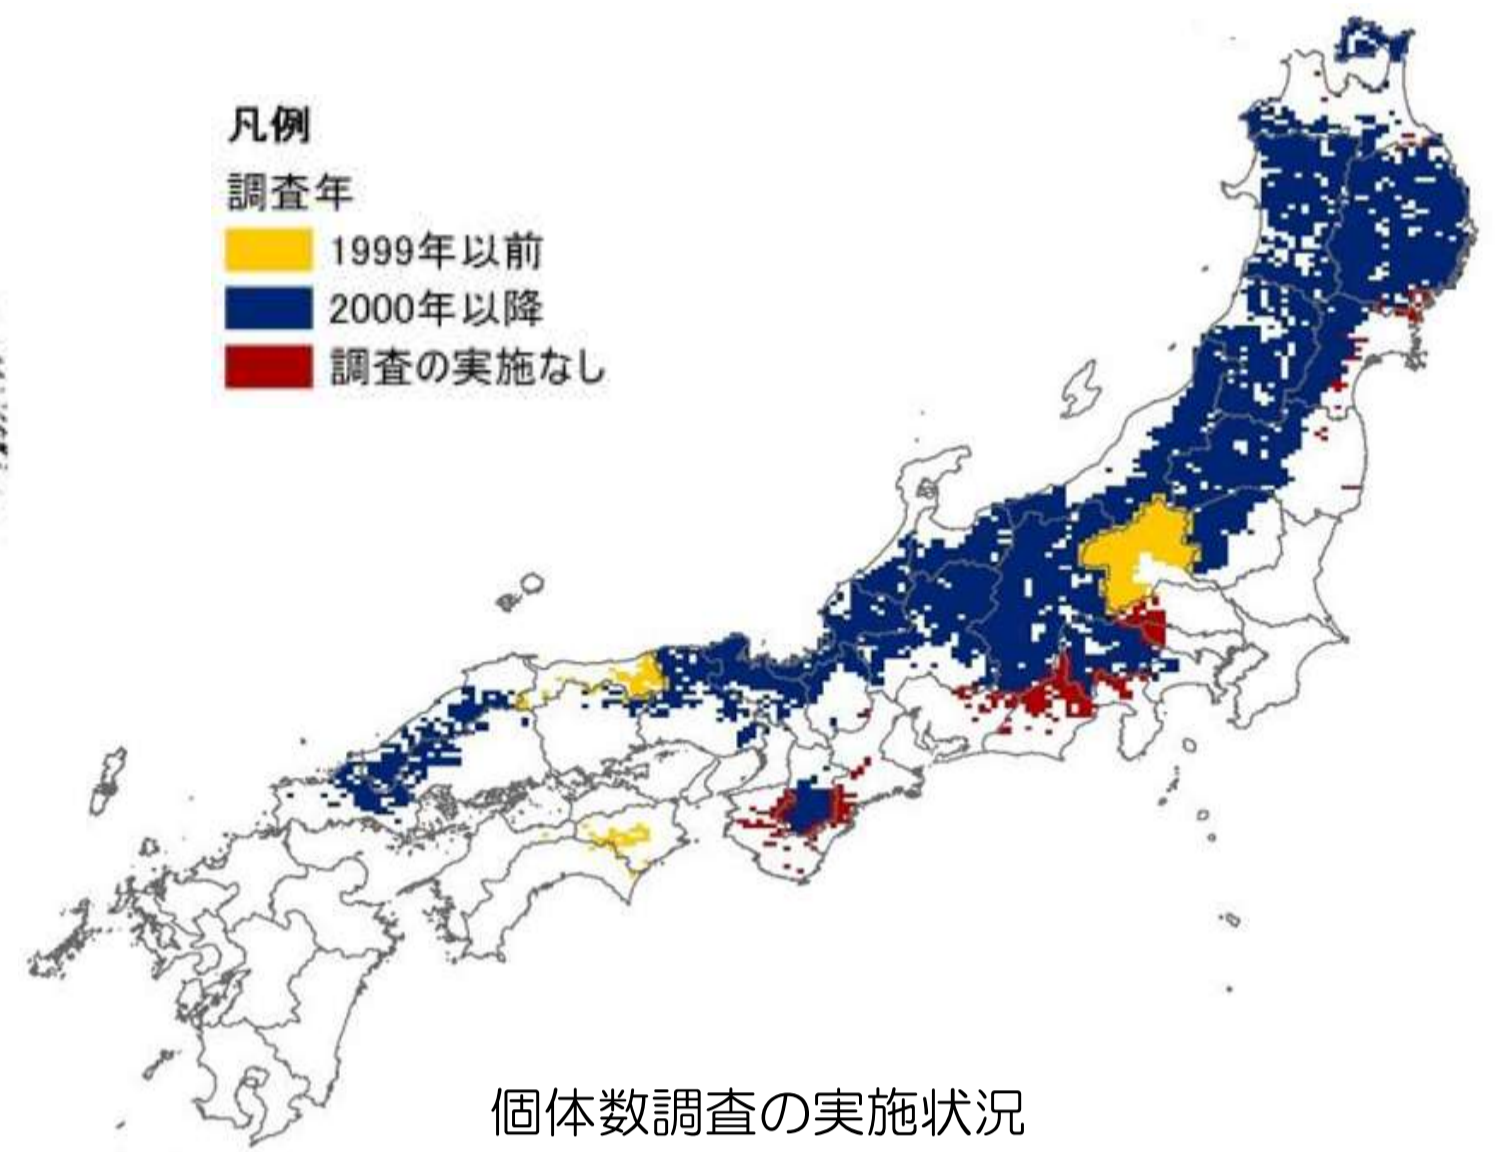 凡例
調査年
1999年以前
2000年以降
調査の実施なし
個体数調査の実施状況